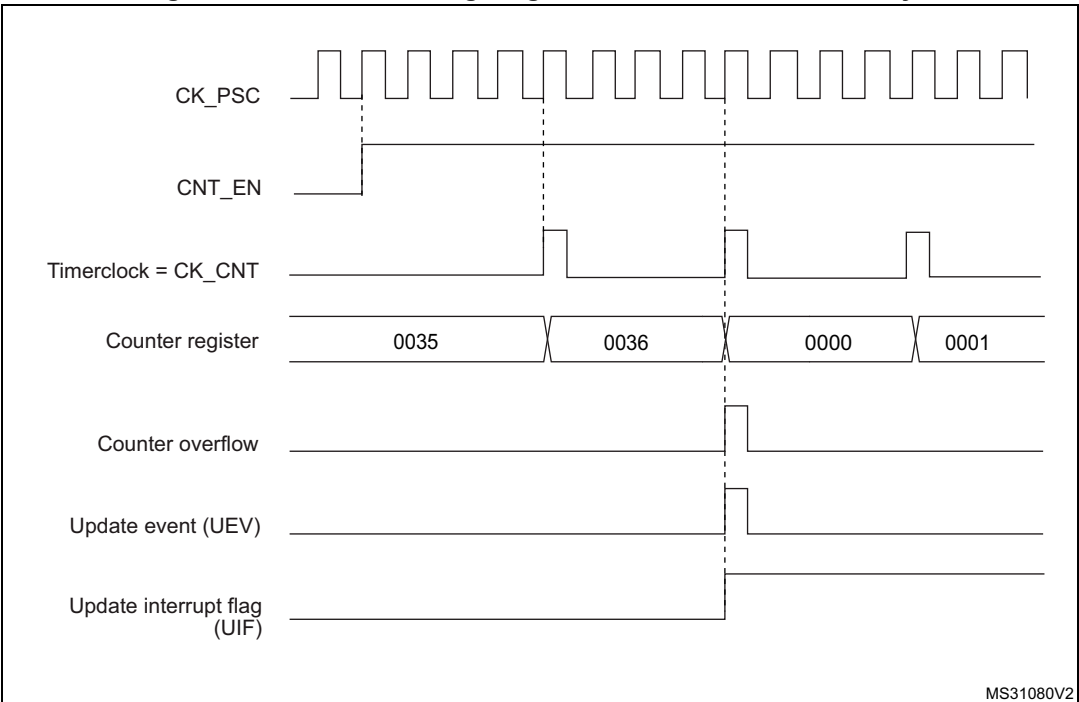 CK_PSC
CNT_EN
Timerclock = CK_CNT
Counter register
0035 0036 0000 0001
Counter overflow
Update event (UEV)
Update interrupt flag
(UIF)
MS31080V2